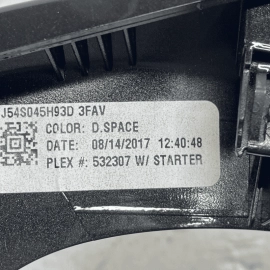 J54S045H93D 3FAV
COLOR: D.SPACE
DATE: 08/14/2017 12:40:48
PLEX #: 532307 W/ STARTER